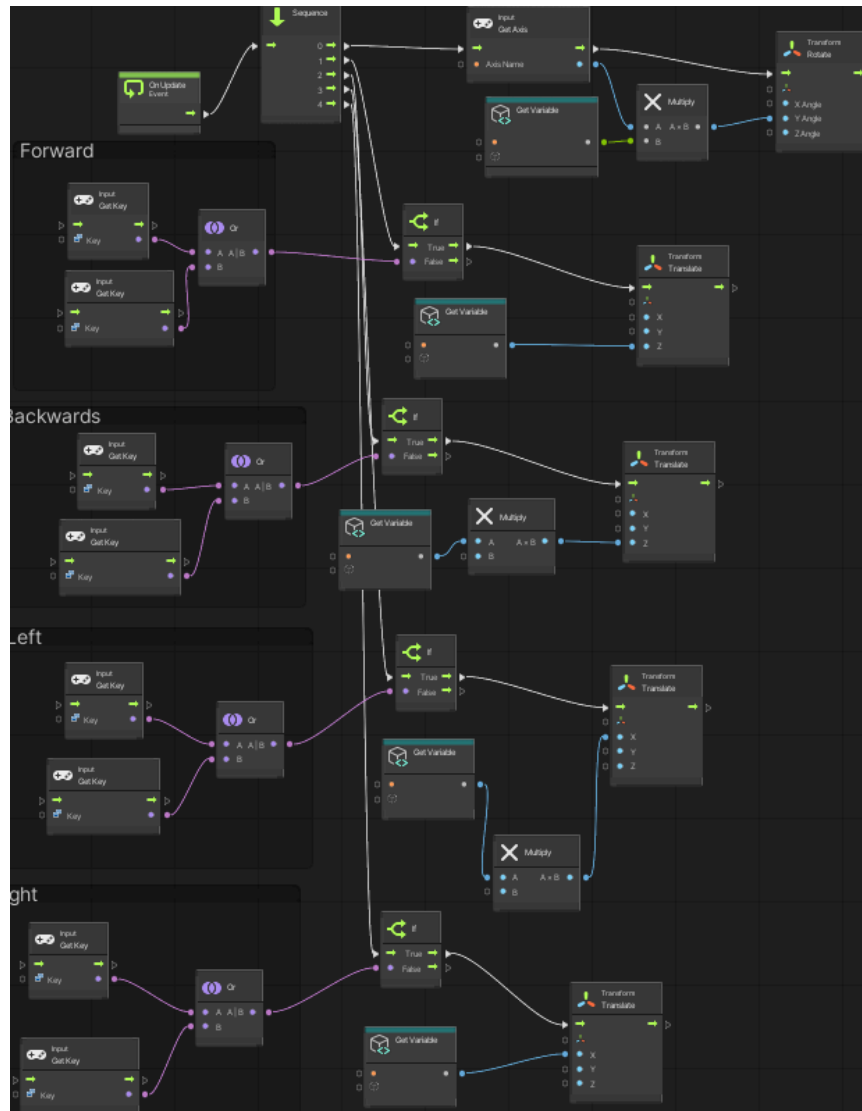 Sequence
0
1
2
3
4
On Update
Event
Input
Get Axis
Axis Name
Get Variable
Multiply
A A × B
B
Transform
Rotate
X Angle
Y Angle
Z Angle
Forward
Input
Get Key
Key
Input
Get Key
Key
Or
A A | B
B
If
True
False
Get Variable
Transform
Translate
X
Y
Z
Backwards
Input
Get Key
Key
Input
Get Key
Key
Or
A A | B
B
If
True
False
Get Variable
Multiply
A A × B
B
Transform
Translate
X
Y
Z
Left
Input
Get Key
Key
Input
Get Key
Key
Or
A A | B
B
If
True
False
Get Variable
Multiply
A A × B
B
Transform
Translate
X
Y
Z
ght
Input
Get Key
Key
Input
Get Key
Key
Or
A A | B
B
If
True
False
Get Variable
Transform
Translate
X
Y
Z